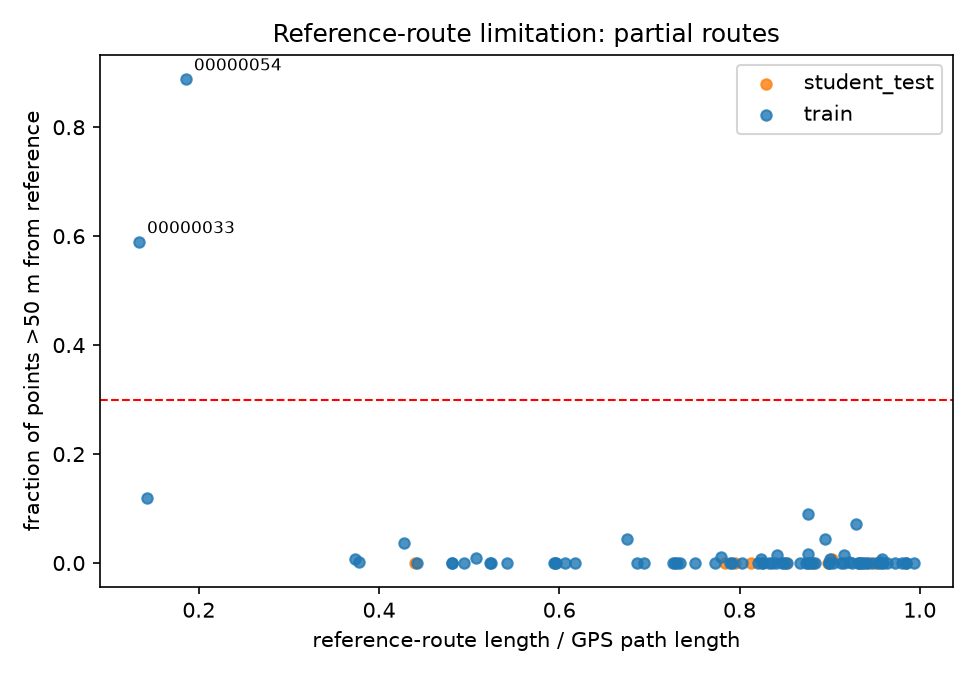 Reference-route limitation: partial routes
00000054
student_test
train
00000033
fraction of points >50 m from reference
0.8
0.6
0.4
0.2
0.0
0.2
0.4
0.6
0.8
1.0
reference-route length / GPS path length